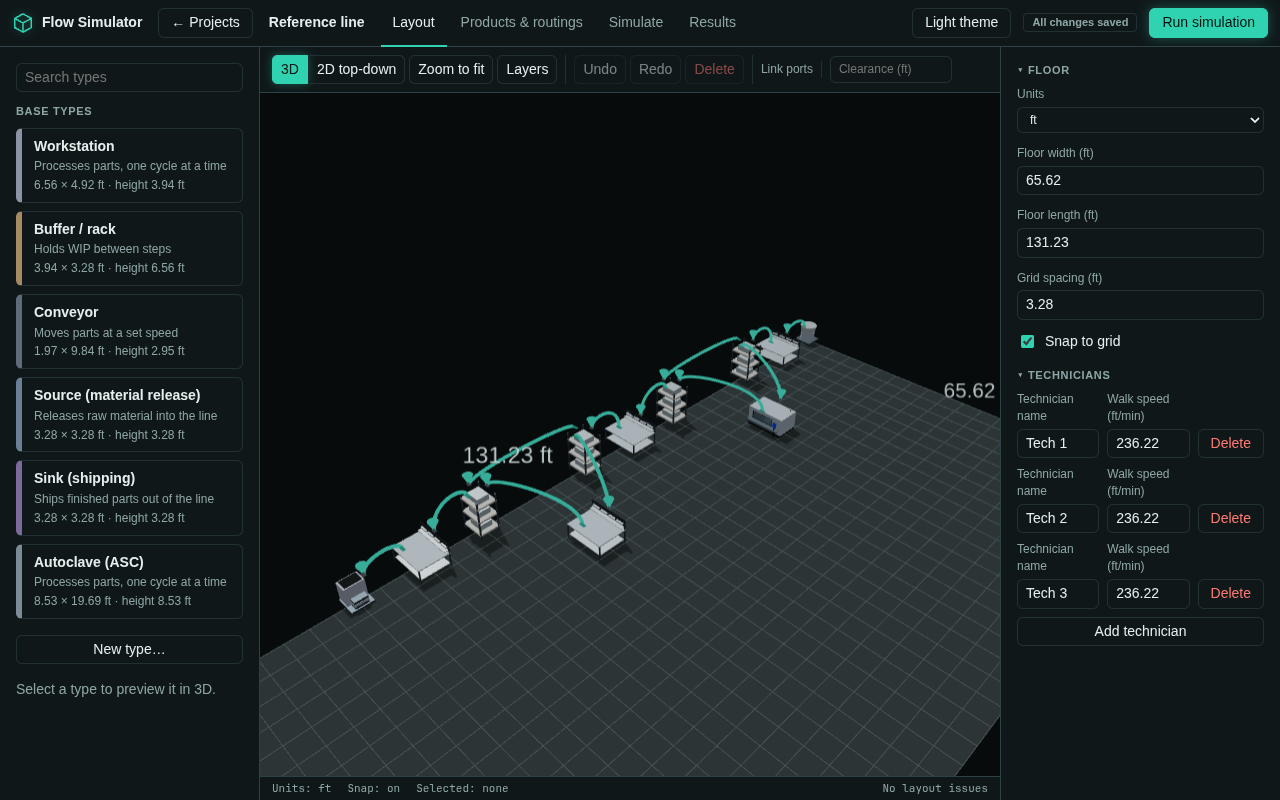 Flow Simulator
← Projects
Reference line
Layout
Products & routings
Simulate
Results
Light theme
All changes saved
Run simulation
Search types
BASE TYPES
Workstation
Processes parts, one cycle at a time
6.56 × 4.92 ft · height 3.94 ft
Buffer / rack
Holds WIP between steps
3.94 × 3.28 ft · height 6.56 ft
Conveyor
Moves parts at a set speed
1.97 × 9.84 ft · height 2.95 ft
Source (material release)
Releases raw material into the line
3.28 × 3.28 ft · height 3.28 ft
Sink (shipping)
Ships finished parts out of the line
3.28 × 3.28 ft · height 3.28 ft
Autoclave (ASC)
Processes parts, one cycle at a time
8.53 × 19.69 ft · height 8.53 ft
New type…
Select a type to preview it in 3D.
3D
2D top-down
Zoom to fit
Layers
Undo
Redo
Delete
Link ports
Clearance (ft)
65.62
131.23 ft
Units: ft
Snap: on
Selected: none
No layout issues
FLOOR
Units
ft
Floor width (ft)
65.62
Floor length (ft)
131.23
Grid spacing (ft)
3.28
Snap to grid
TECHNICIANS
Technician name
Walk speed (ft/min)
Tech 1
236.22
Delete
Technician name
Walk speed (ft/min)
Tech 2
236.22
Delete
Technician name
Walk speed (ft/min)
Tech 3
236.22
Delete
Add technician